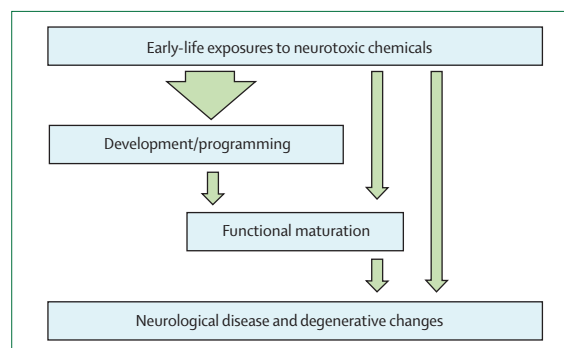 Early-life exposures to neurotoxic chemicals
Development/programming
Functional maturation
Neurological disease and degenerative changes